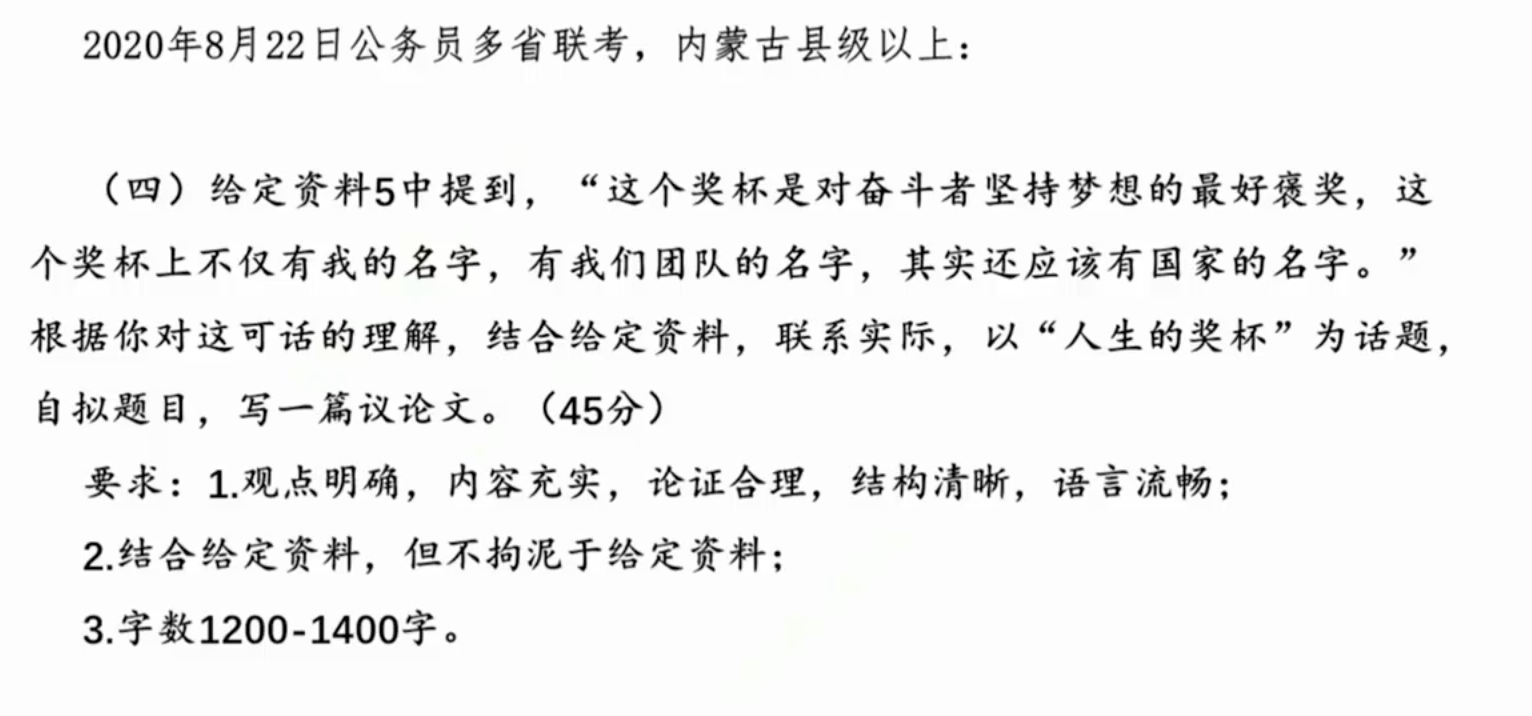 2020年8月22日公务员多省联考，内蒙古县级以上：
（四）给定资料5中提到，“这个奖杯是对奋斗者坚持梦想的最好褒奖，这
个奖杯上不仅有我的名字，有我们团队的名字，其实还应该有国家的名字。”
根据你对这可话的理解，结合给定资料，联系实际，以“人生的奖杯”为话题，
自拟题目，写一篇议论文。（45分）
要求：1.观点明确，内容充实，论证合理，结构清晰，语言流畅；
2.结合给定资料，但不拘泥于给定资料；
3.字数1200-1400字。